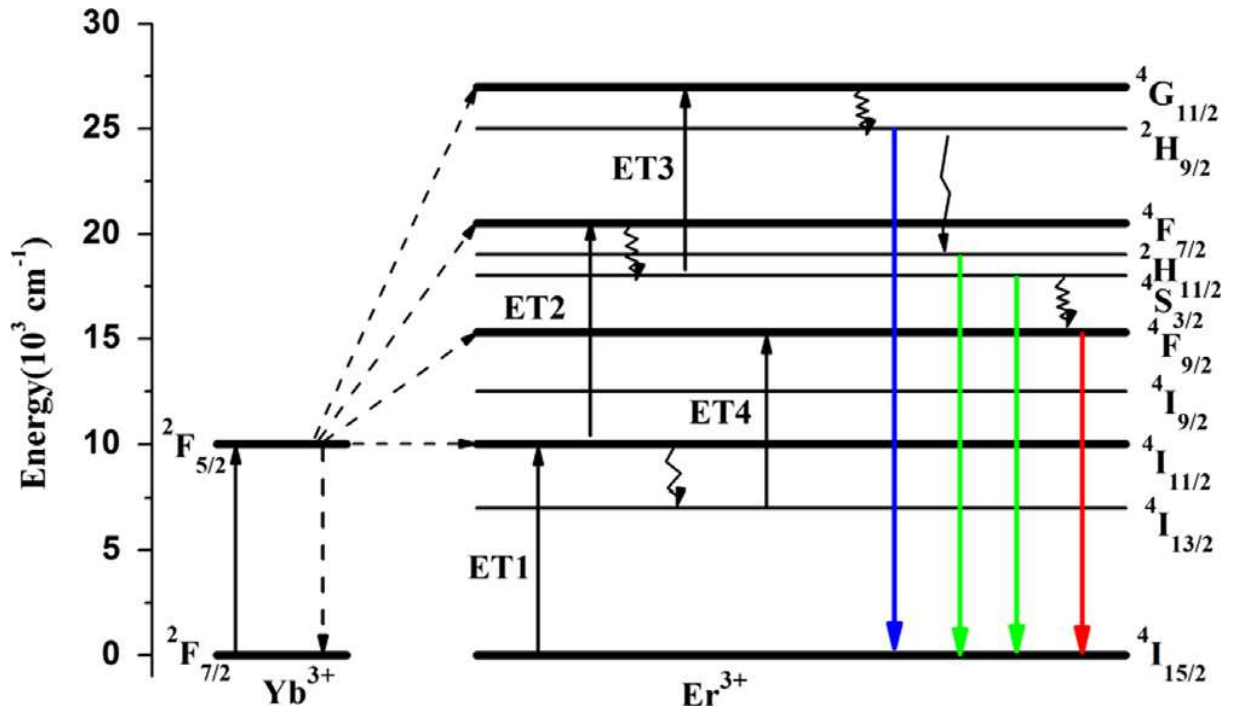 Energy(10³ cm⁻¹)
30
25
20
15
10
5
0
²F₅/₂
²F₇/₂
Yb³⁺
ET1
ET2
ET3
ET4
Er³⁺
⁴G₁₁/₂
²H₉/₂
⁴F₇/₂
²H₁₁/₂
⁴S₃/₂
⁴F₉/₂
⁴I₉/₂
⁴I₁₁/₂
⁴I₁₃/₂
⁴I₁₅/₂